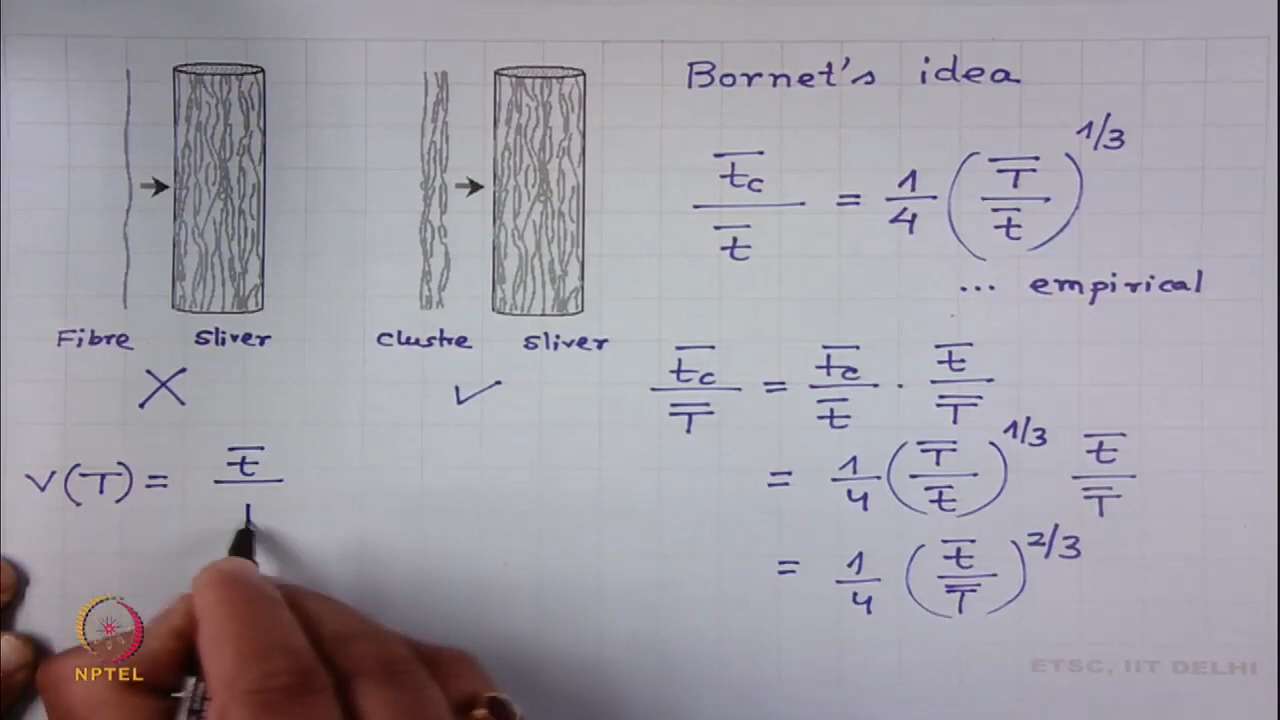 Bornet's idea
t̄c / t̄ = 1/4 (T̄ / t̄)^1/3
... empirical
Fibre sliver clustre sliver
t̄c / T̄ = t̄c / t̄ . t̄ / T̄
= 1/4 (T̄ / t̄)^1/3 t̄ / T̄
= 1/4 (t̄ / T̄)^2/3
v(T) = t̄ /
NPTEL
ETSC, IIT DELHI